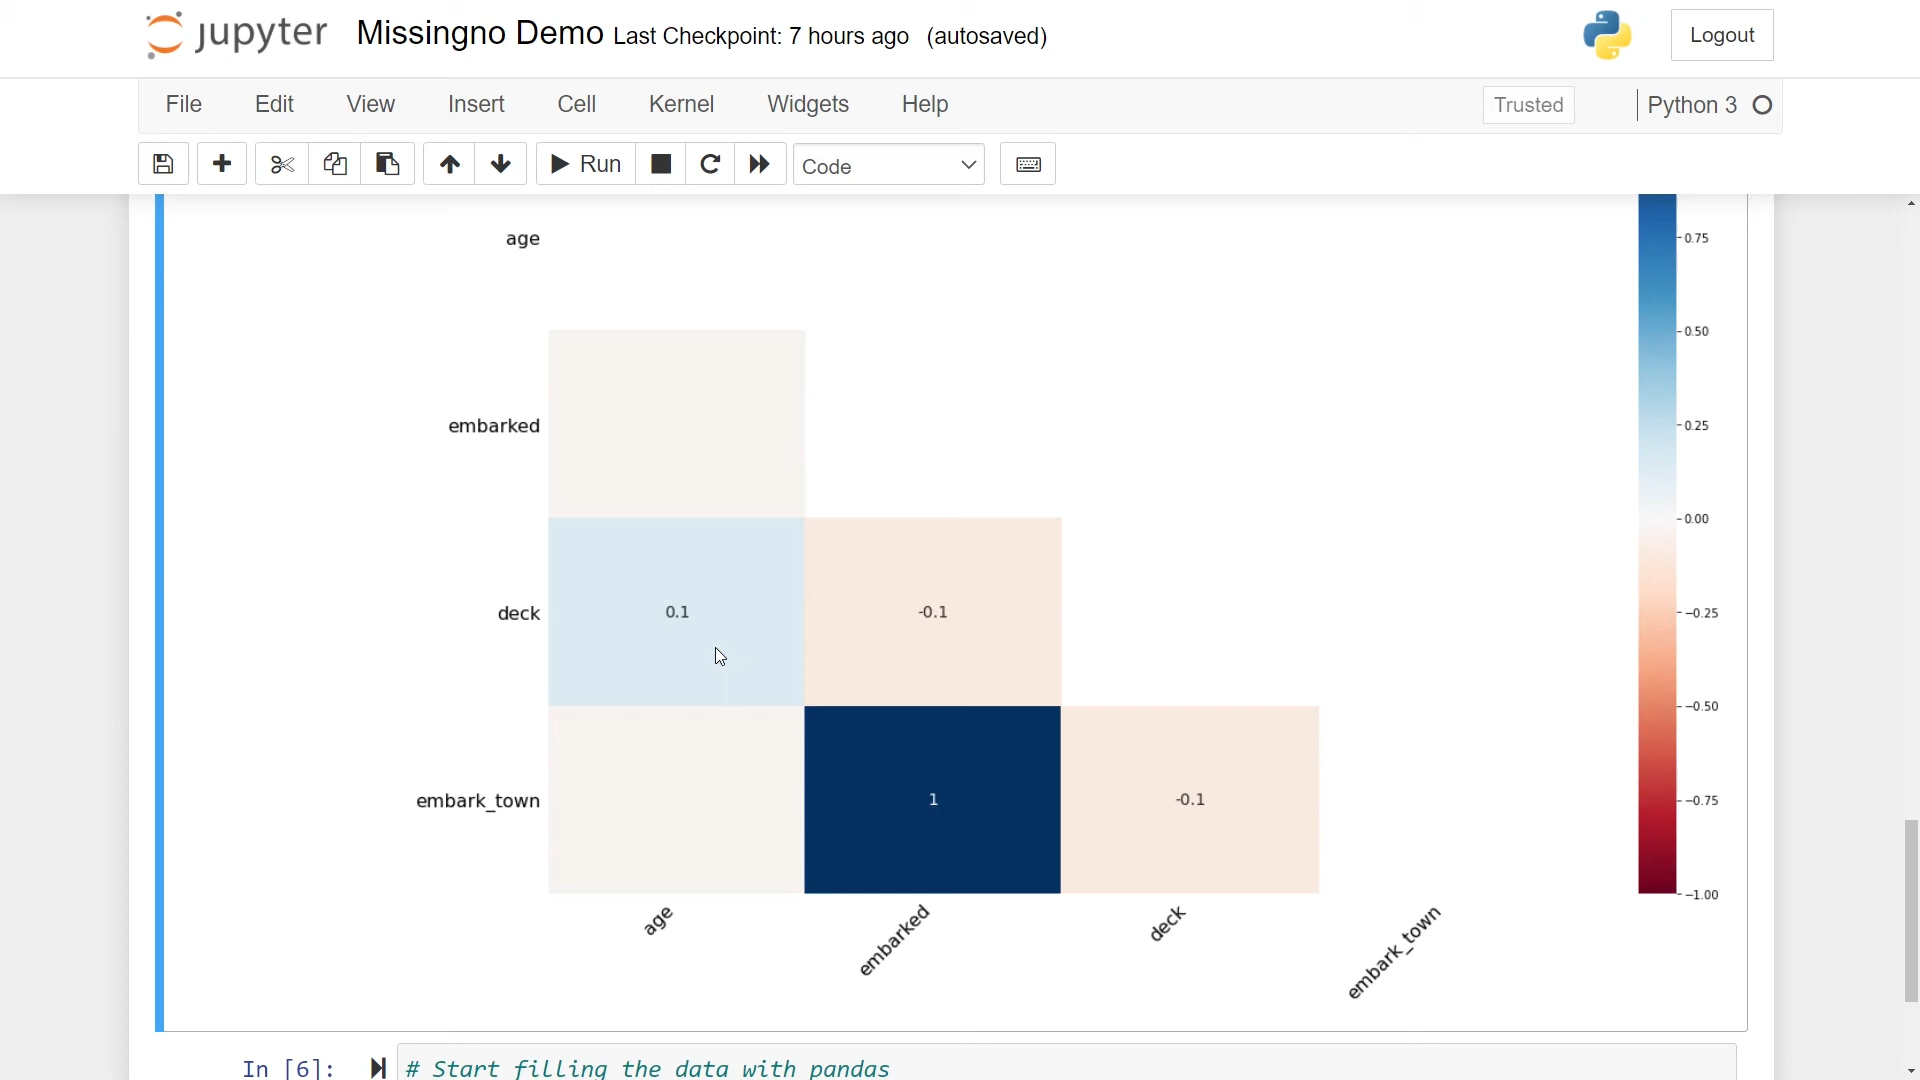 jupyter Missingno Demo Last Checkpoint: 7 hours ago (autosaved) Logout
File Edit View Insert Cell Kernel Widgets Help Trusted Python 3
Run Code
age
0.75
0.50
embarked
0.25
0.00
deck 0.1 -0.1
−0.25
−0.50
embark_town 1 -0.1
−0.75
−1.00
age embarked deck embark_town
In [6]: # Start filling the data with pandas